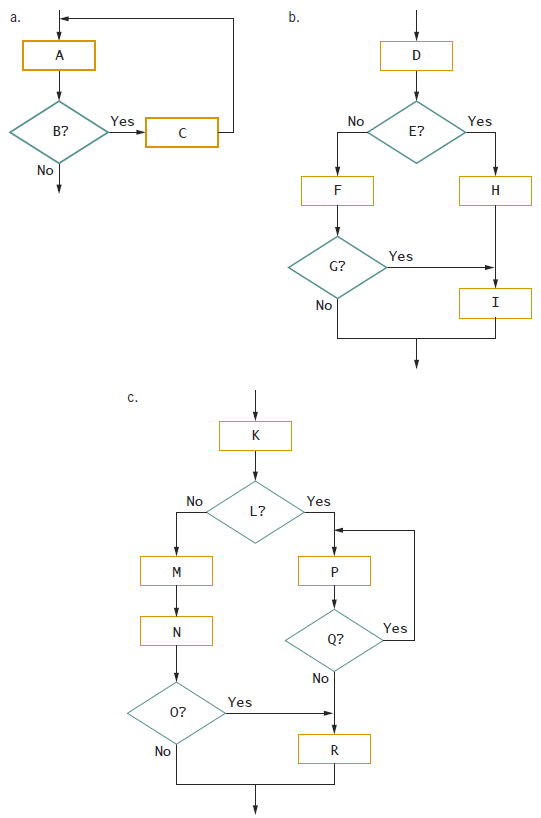 a.
A
B?
Yes
C
No
b.
D
E?
No
Yes
F
H
G?
Yes
No
I
c.
K
L?
No
Yes
M
P
N
Q?
Yes
No
O?
Yes
No
R